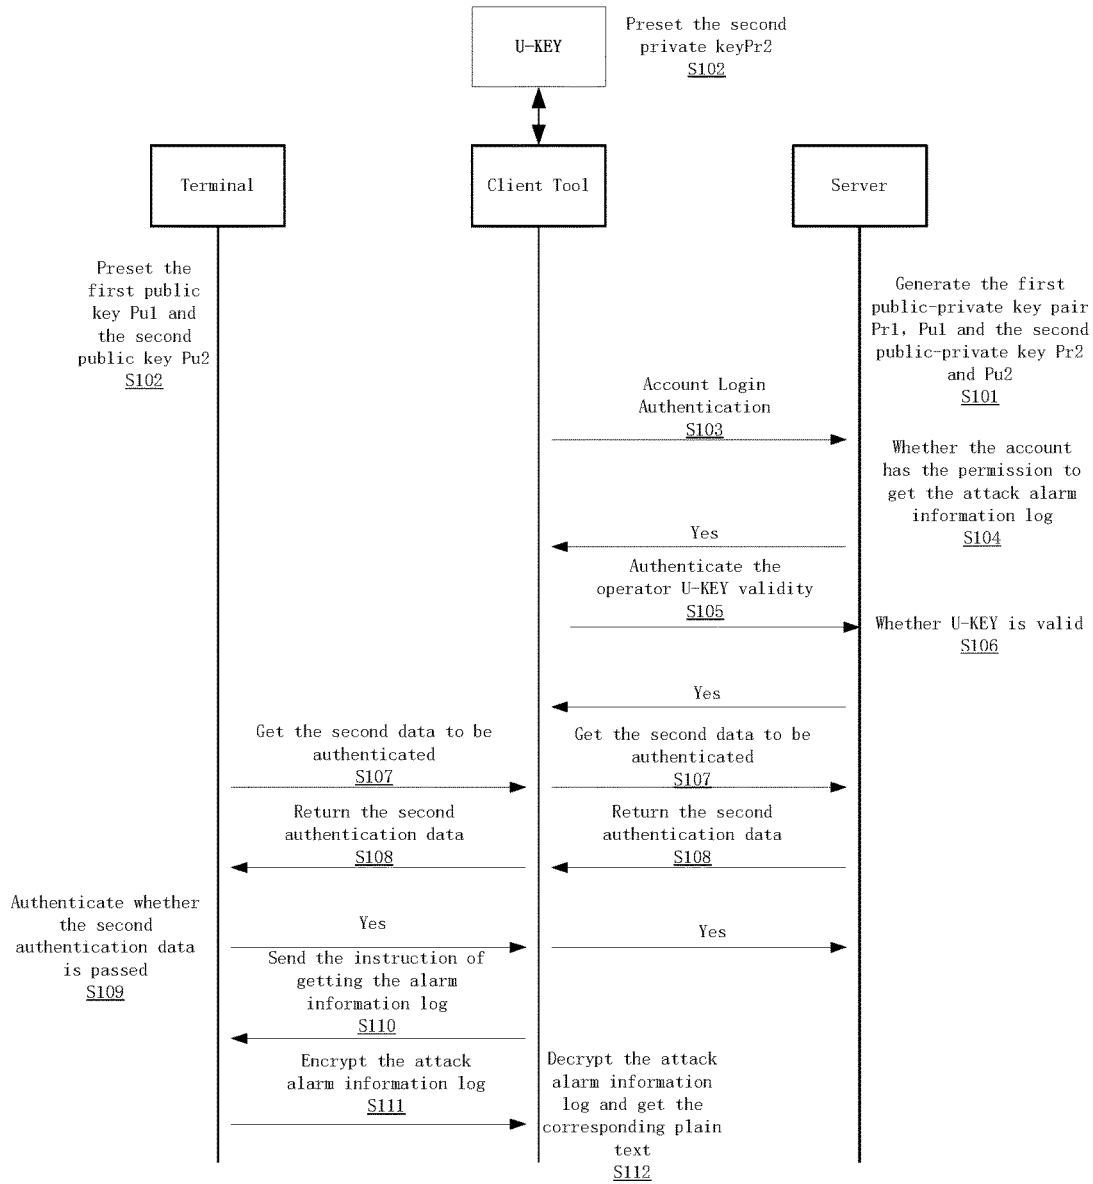 U-KEY
Preset the second
private keyPr2
S102
Terminal
Client Tool
Server
Preset the
first public
key Pu1 and
the second
public key Pu2
S102
Generate the first
public-private key pair
Pr1, Pu1 and the second
public-private key Pr2
and Pu2
S101
Account Login
Authentication
S103
Whether the account
has the permission to
get the attack alarm
information log
S104
Yes
Authenticate the
operator U-KEY validity
S105
Whether U-KEY is valid
S106
Yes
Get the second data to be
authenticated
S107
Get the second data to be
authenticated
S107
Return the second
authentication data
S108
Return the second
authentication data
S108
Authenticate whether
the second
authentication data
is passed
S109
Yes
Yes
Send the instruction of
getting the alarm
information log
S110
Encrypt the attack
alarm information log
S111
Decrypt the attack
alarm information
log and get the
corresponding plain
text
S112